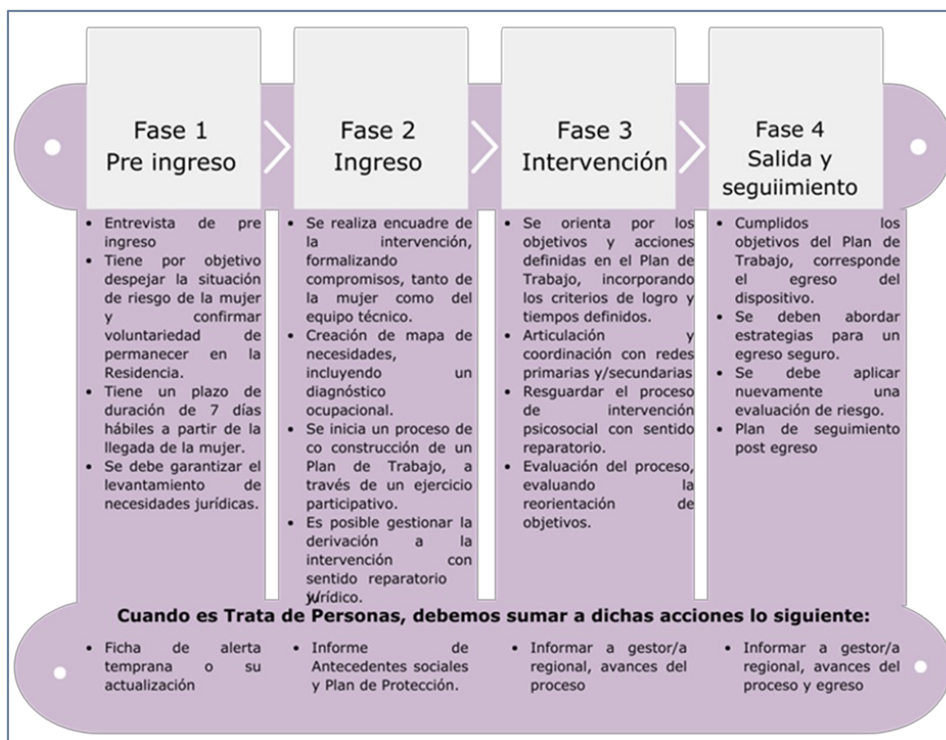 Fase 1
Pre ingreso
Fase 2
Ingreso
Fase 3
Intervención
Fase 4
Salida y
seguiimiento
• Entrevista de pre
ingreso
• Tiene por objetivo
despejar la situación
de riesgo de la mujer
y confirmar
voluntariedad de
permanecer en la
Residencia.
• Tiene un plazo de
duración de 7 días
hábiles a partir de la
llegada de la mujer.
• Se debe garantizar el
levantamiento de
necesidades jurídicas.
• Se realiza encuadre de
la intervención,
formalizando
compromisos, tanto de
la mujer como del
equipo técnico.
• Creación de mapa de
necesidades,
incluyendo un
diagnóstico
ocupacional.
• Se inicia un proceso de
co construcción de un
Plan de Trabajo, a
través de un ejercicio
participativo.
• Es posible gestionar la
derivación a la
intervención con
sentido reparatorio
jurídico.
• Se orienta por los
objetivos y acciones
definidas en el Plan de
Trabajo, incorporando
los criterios de logro y
tiempos definidos.
• Articulación y
coordinación con redes
primarias y/secundarias
• Resguardar el proceso
de intervención
psicosocial con sentido
reparatorio.
• Evaluación del proceso,
evaluando la
reorientación de
objetivos.
• Cumplidos los
objetivos del Plan de
Trabajo, corresponde
el egreso del
dispositivo.
• Se deben abordar
estrategias para un
egreso seguro.
• Se debe aplicar
nuevamente una
evaluación de riesgo.
• Plan de seguimiento
post egreso
Cuando es Trata de Personas, debemos sumar a dichas acciones lo siguiente:
• Ficha de alerta
temprana o su
actualización
• Informe de
Antecedentes sociales
y Plan de Protección.
• Informar a gestor/a
regional, avances del
proceso
• Informar a gestor/a
regional, avances del
proceso y egreso